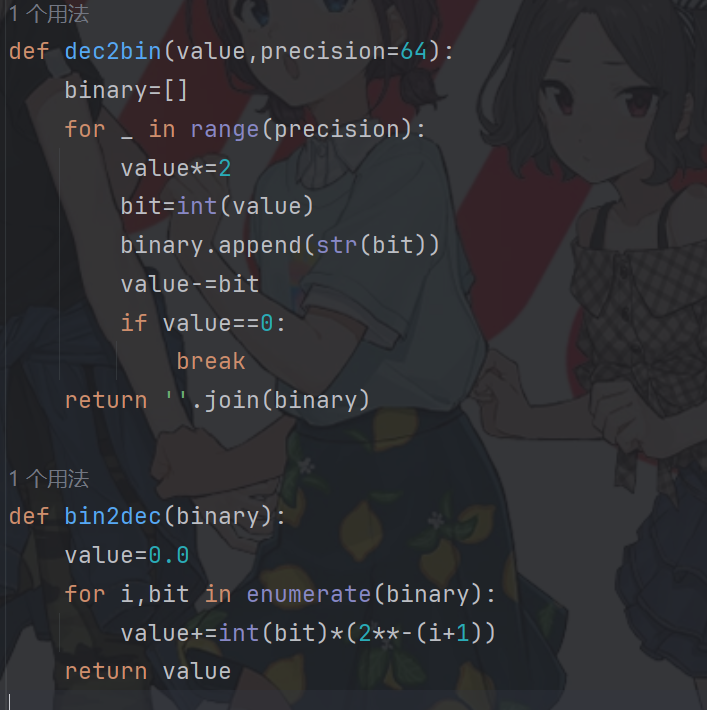 1 个用法
def dec2bin(value,precision=64):
    binary=[]
    for _ in range(precision):
        value*=2
        bit=int(value)
        binary.append(str(bit))
        value-=bit
        if value==0:
            break
    return ''.join(binary)
1 个用法
def bin2dec(binary):
    value=0.0
    for i,bit in enumerate(binary):
        value+=int(bit)*(2**-(i+1))
    return value